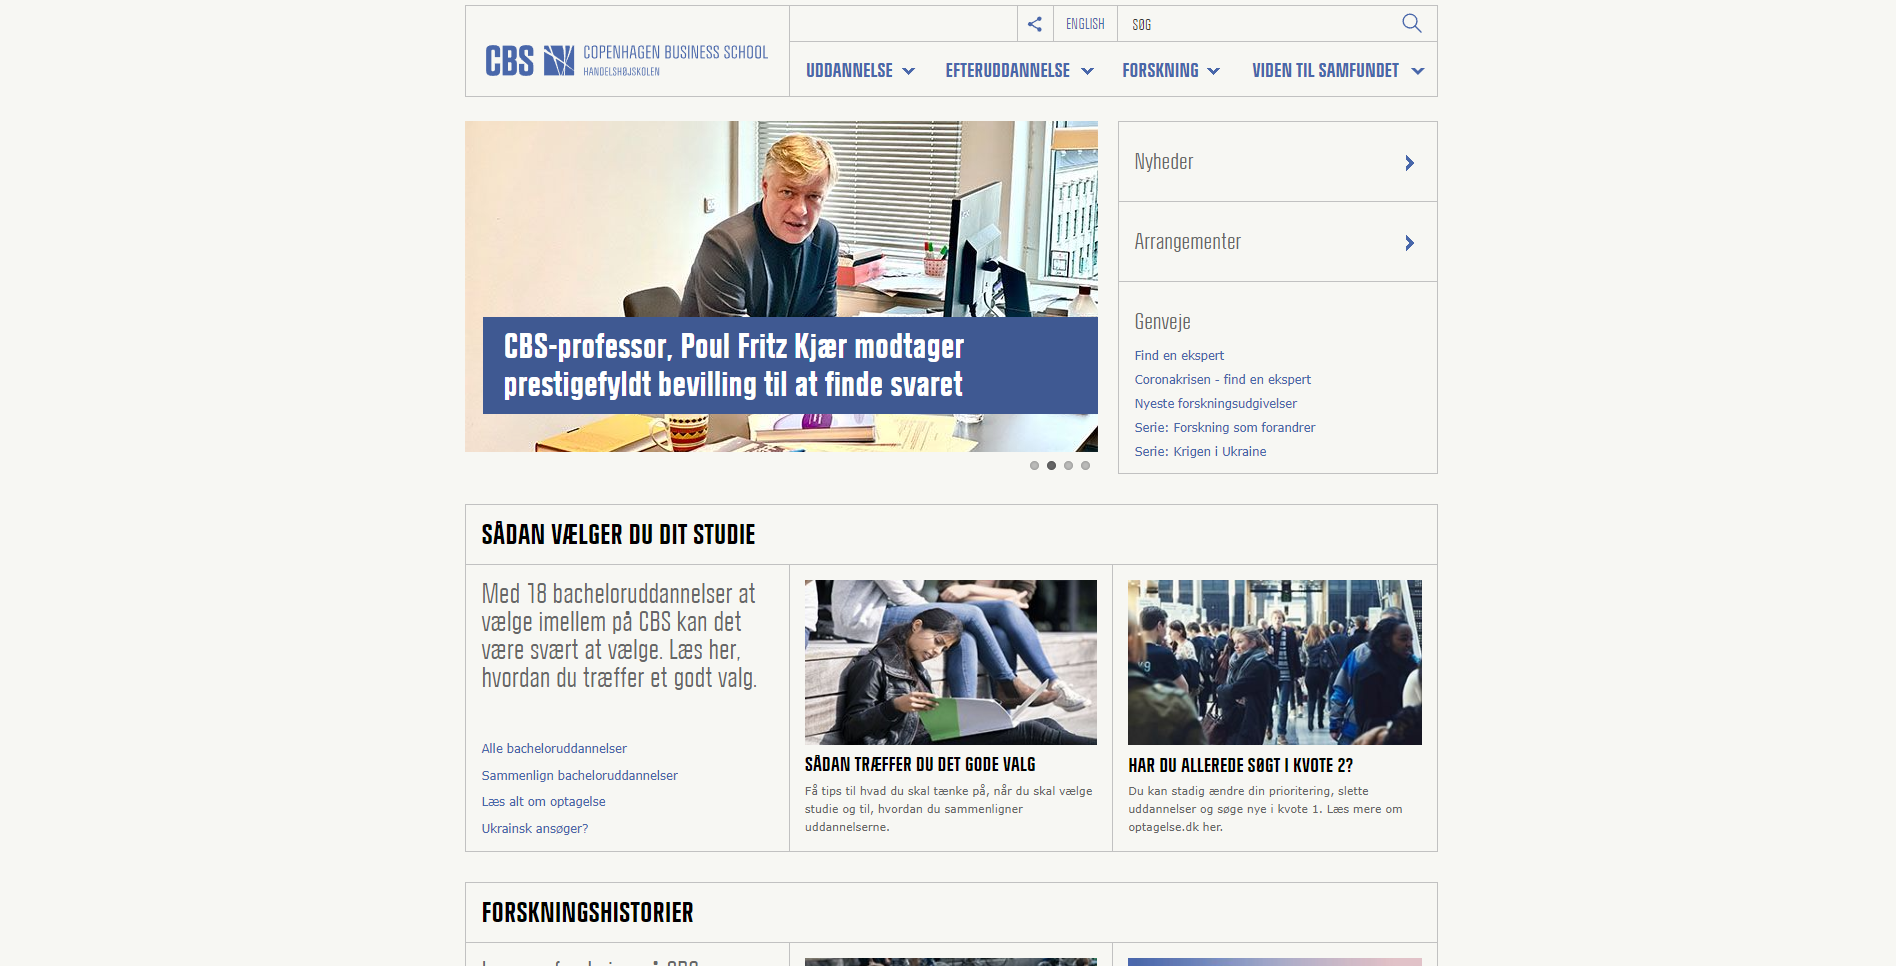 CBS COPENHAGEN BUSINESS SCHOOL
HANDELSHØJSKOLEN
ENGLISH
SØG
UDDANNELSE
EFTERUDDANNELSE
FORSKNING
VIDEN TIL SAMFUNDET
CBS-professor, Poul Fritz Kjær modtager
prestigefyldt bevilling til at finde svaret
Nyheder
Arrangementer
Genveje
Find en ekspert
Coronakrisen - find en ekspert
Nyeste forskningsudgivelser
Serie: Forskning som forandrer
Serie: Krigen i Ukraine
SÅDAN VÆLGER DU DIT STUDIE
Med 18 bacheloruddannelser at
vælge imellem på CBS kan det
være svært at vælge. Læs her,
hvordan du træffer et godt valg.
Alle bacheloruddannelser
Sammenlign bacheloruddannelser
Læs alt om optagelse
Ukrainsk ansøger?
SÅDAN TRÆFFER DU DET GODE VALG
Få tips til hvad du skal tænke på, når du skal vælge
studie og til, hvordan du sammenligner
uddannelserne.
HAR DU ALLEREDE SØGT I KVOTE 2?
Du kan stadig ændre din prioritering, slette
uddannelser og søge nye i kvote 1. Læs mere om
optagelse.dk her.
FORSKNINGSHISTORIER